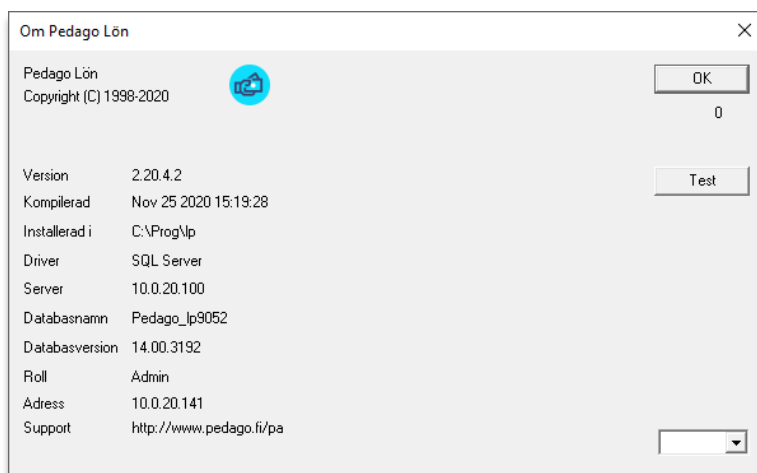 Om Pedago Lön
Pedago Lön
Copyright (C) 1998-2020
OK
0
Version 2.20.4.2
Test
Kompilerad Nov 25 2020 15:19:28
Installerad i C:\Prog\lp
Driver SQL Server
Server 10.0.20.100
Databasnamn Pedago_lp9052
Databasversion 14.00.3192
Roll Admin
Adress 10.0.20.141
Support http://www.pedago.fi/pa